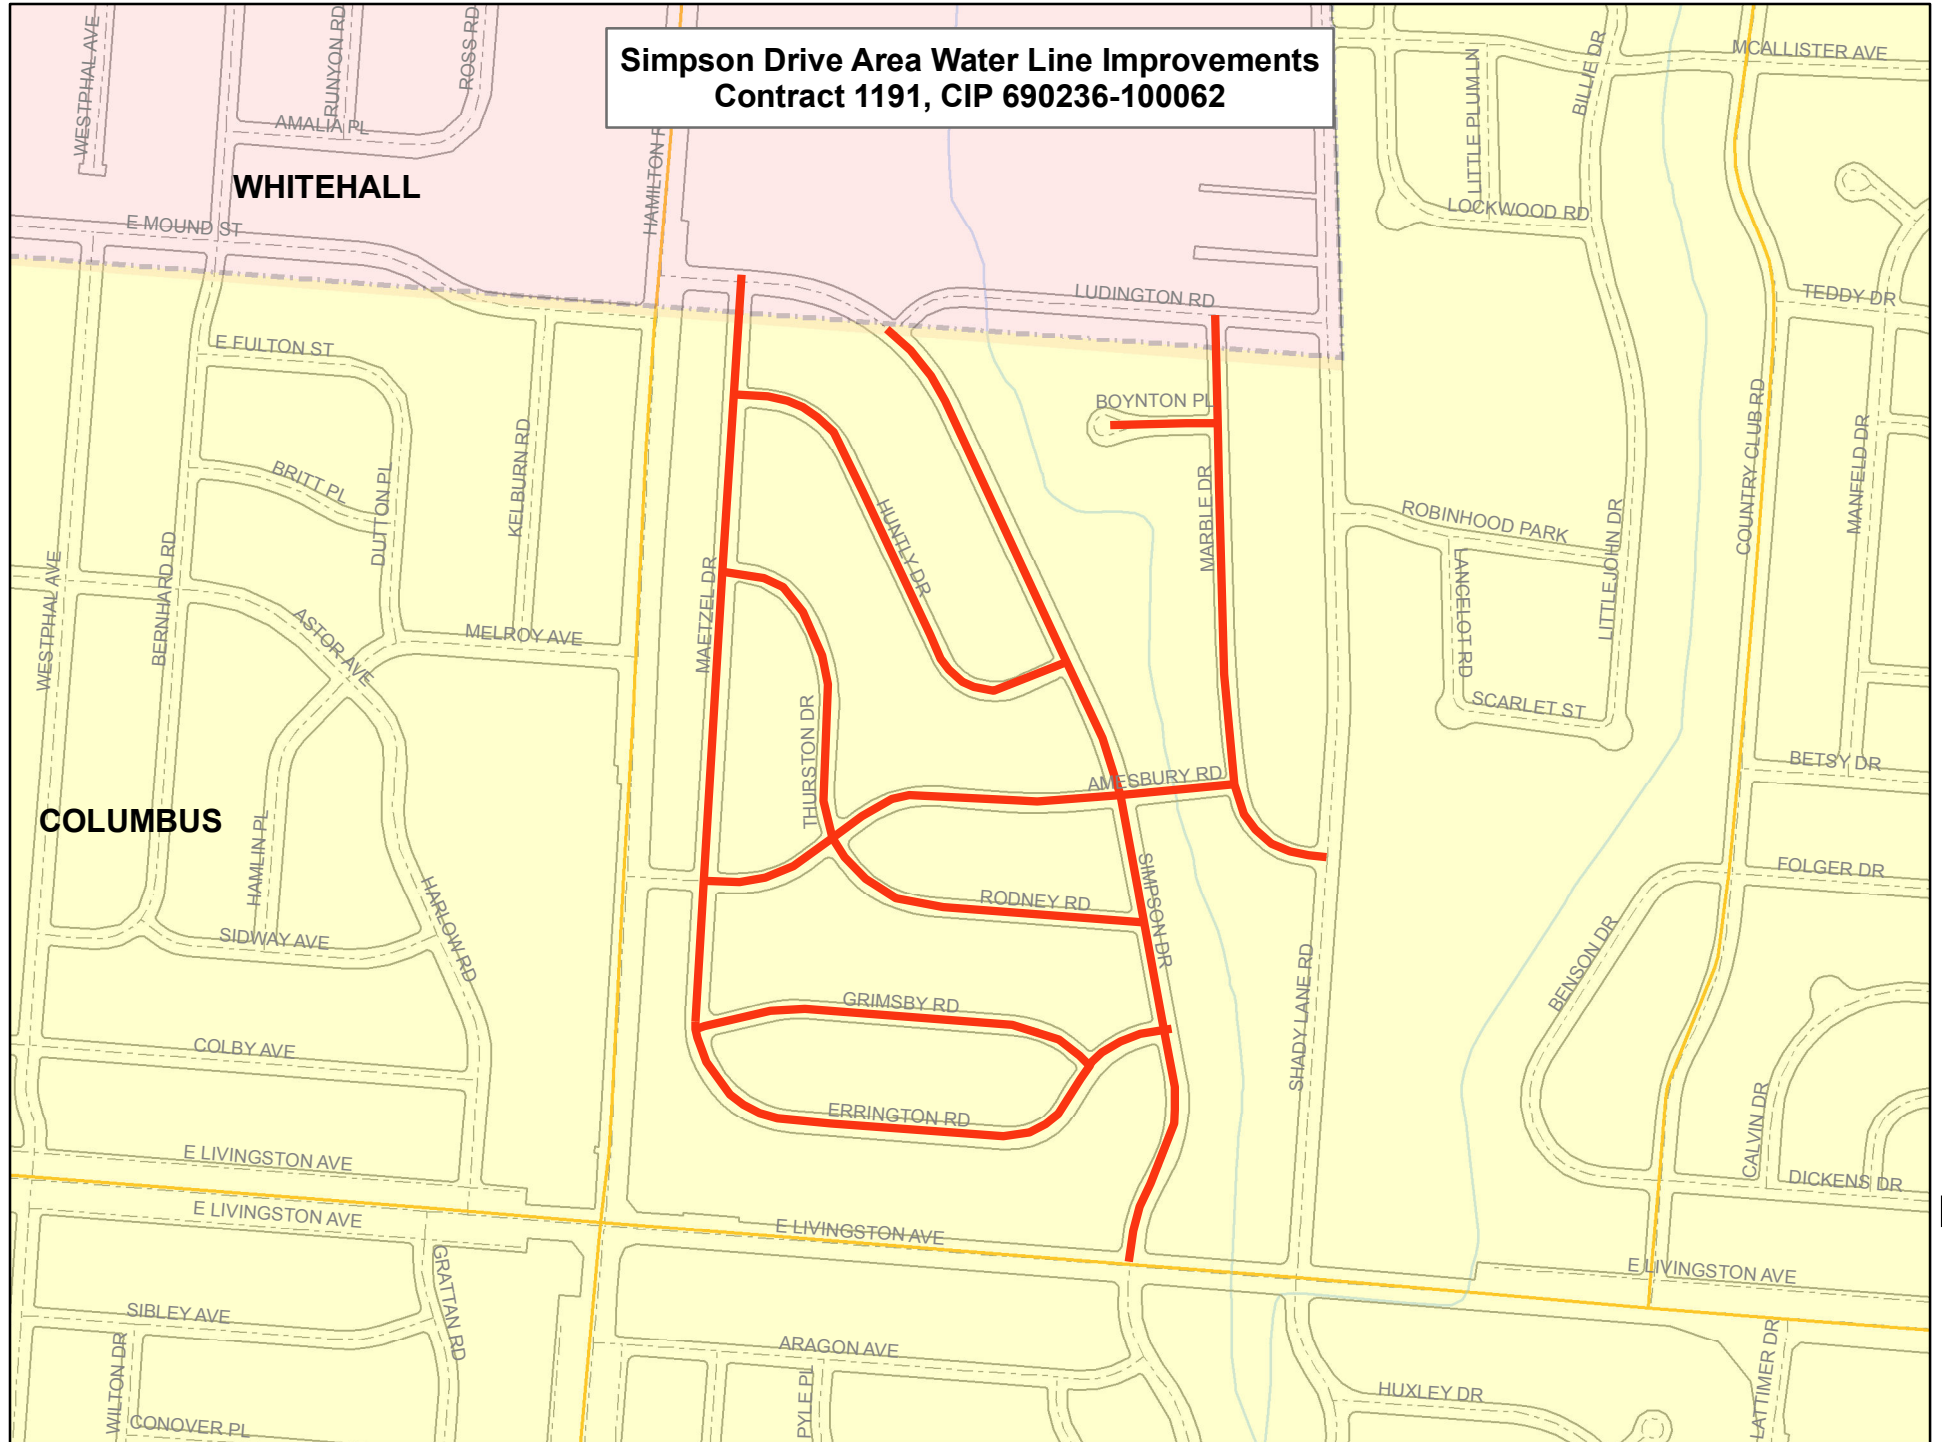 Simpson Drive Area Water Line Improvements
Contract 1191, CIP 690236-100062
WESTPHAL AVE
RUNYON RD
ROSS RD
AMALIA PL
WHITEHALL
E MOUND ST
HAMILTON R
LITTLE PLUM LN
BILLIE DR
MCALLISTER AVE
LOCKWOOD RD
LUDINGTON RD
TEDDY DR
E FULTON ST
BRITT PL
DUTTON PL
KELBURN RD
BOYNTON PL
MARBLE DR
HUNTLY DR
MAETZEL DR
ROBINHOOD PARK
LANCELOT RD
LITTLEJOHN DR
SCARLET ST
COUNTRY CLUB RD
MANFELD DR
WESTPHAL AVE
BERNHARD RD
ASTOR AVE
MELROY AVE
THURSTON DR
AMESBURY RD
BETSY DR
COLUMBUS
HAMLIN PL
HARLOW RD
SIDWAY AVE
RODNEY RD
SIMPSON DR
FOLGER DR
BENSON DR
SHADY LANE RD
GRIMSBY RD
COLBY AVE
ERRINGTON RD
CALVIN DR
DICKENS DR
E LIVINGSTON AVE
E LIVINGSTON AVE
E LIVINGSTON AVE
E LIVINGSTON AVE
GRATTAN RD
SIBLEY AVE
WILTON DR
CONOVER PL
ARAGON AVE
PYLE PL
HUXLEY DR
LATTIMER DR